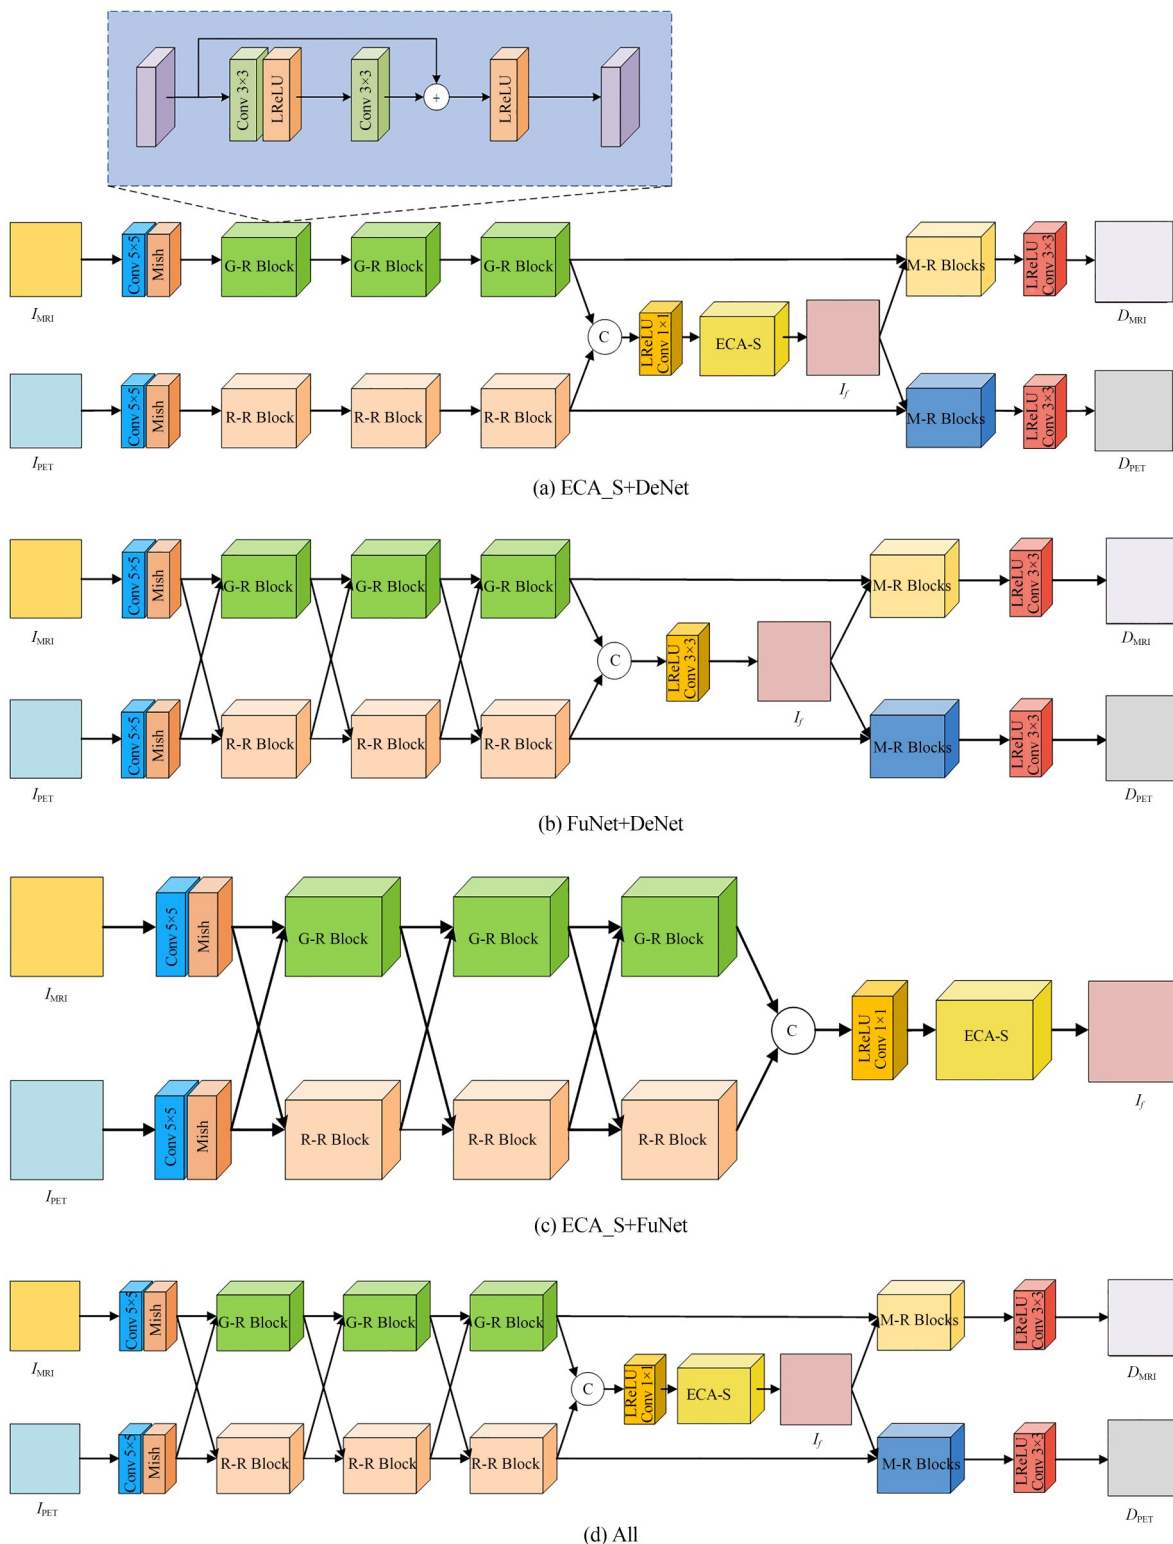 Conv 3×3
LReLU
Conv 3×3
+
LReLU
Conv 5×5
Mish
G-R Block
G-R Block
G-R Block
M-R Blocks
LReLU
Conv 3×3
I_MRI
D_MRI
C
LReLU
Conv 1×1
ECA-S
I_f
Conv 5×5
Mish
R-R Block
R-R Block
R-R Block
M-R Blocks
LReLU
Conv 3×3
I_PET
D_PET
(a) ECA_S+DeNet
Conv 5×5
Mish
G-R Block
G-R Block
G-R Block
M-R Blocks
LReLU
Conv 3×3
I_MRI
D_MRI
C
LReLU
Conv 3×3
I_f
Conv 5×5
Mish
R-R Block
R-R Block
R-R Block
M-R Blocks
LReLU
Conv 3×3
I_PET
D_PET
(b) FuNet+DeNet
Conv 5×5
Mish
G-R Block
G-R Block
G-R Block
I_MRI
C
LReLU
Conv 1×1
ECA-S
I_f
Conv 5×5
Mish
R-R Block
R-R Block
R-R Block
I_PET
(c) ECA_S+FuNet
Conv 5×5
Mish
G-R Block
G-R Block
G-R Block
M-R Blocks
LReLU
Conv 3×3
I_MRI
D_MRI
C
LReLU
Conv 1×1
ECA-S
I_f
Conv 5×5
Mish
R-R Block
R-R Block
R-R Block
M-R Blocks
LReLU
Conv 3×3
I_PET
D_PET
(d) All